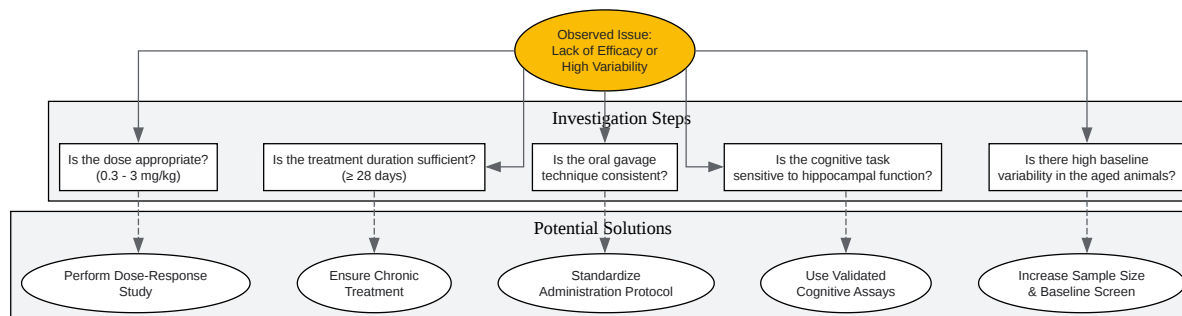 Observed Issue:
Lack of Efficacy or
High Variability
Investigation Steps
Is the dose appropriate?
(0.3 - 3 mg/kg)
Is the treatment duration sufficient?
(≥ 28 days)
Is the oral gavage
technique consistent?
Is the cognitive task
sensitive to hippocampal function?
Is there high baseline
variability in the aged animals?
Potential Solutions
Perform Dose-Response
Study
Ensure Chronic
Treatment
Standardize
Administration Protocol
Use Validated
Cognitive Assays
Increase Sample Size
& Baseline Screen